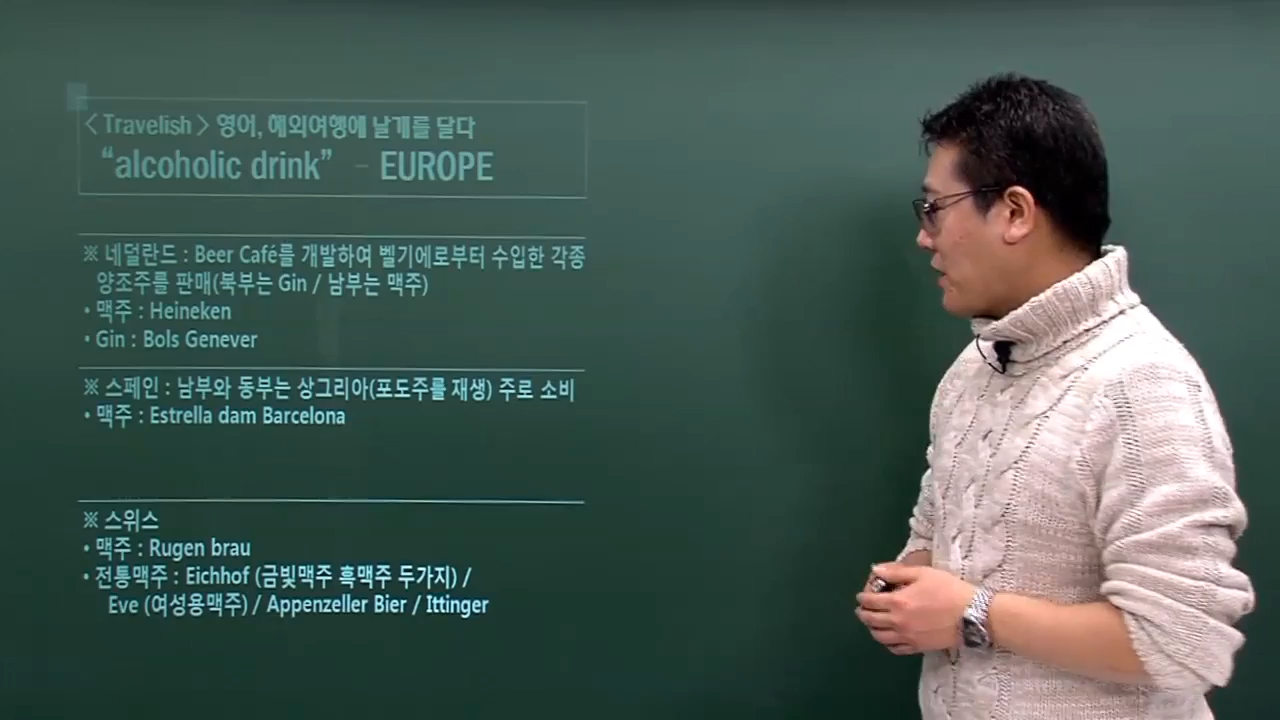 〈 Travelish 〉 영어, 해외여행에 날개를 달다
“alcoholic drink” – EUROPE
※ 네덜란드 : Beer Café를 개발하여 벨기에로부터 수입한 각종
양조주를 판매(북부는 Gin / 남부는 맥주)
• 맥주 : Heineken
• Gin : Bols Genever
※ 스페인 : 남부와 동부는 상그리아(포도주를 재생) 주로 소비
• 맥주 : Estrella dam Barcelona
※ 스위스
• 맥주 : Rugen brau
• 전통맥주 : Eichhof (금빛맥주 흑맥주 두가지) /
Eve (여성용맥주) / Appenzeller Bier / Ittinger